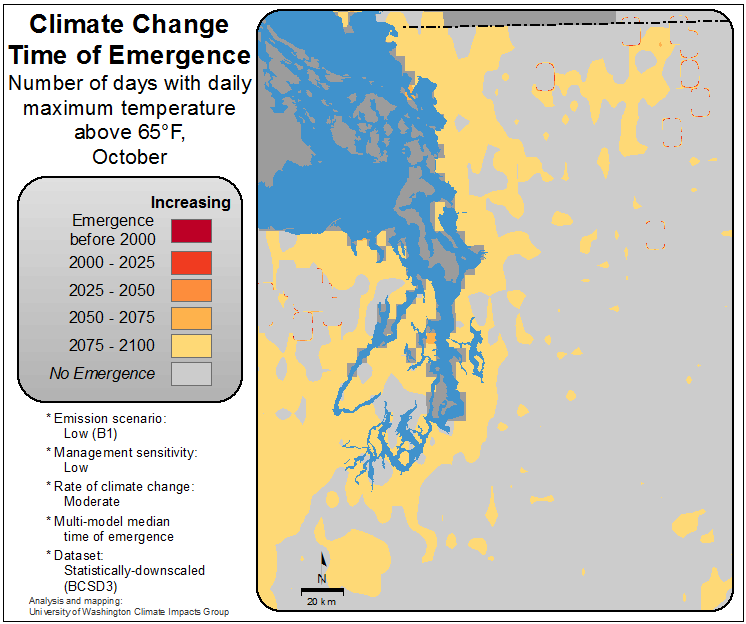 Climate Change
Time of Emergence
Number of days with daily
maximum temperature
above 65°F,
October
Increasing
Emergence
before 2000
2000 - 2025
2025 - 2050
2050 - 2075
2075 - 2100
No Emergence
* Emission scenario:
Low (B1)
* Management sensitivity:
Low
* Rate of climate change:
Moderate
* Multi-model median
time of emergence
* Dataset:
Statistically-downscaled
(BCSD3)
Analysis and mapping:
University of Washington Climate Impacts Group
N
20 km